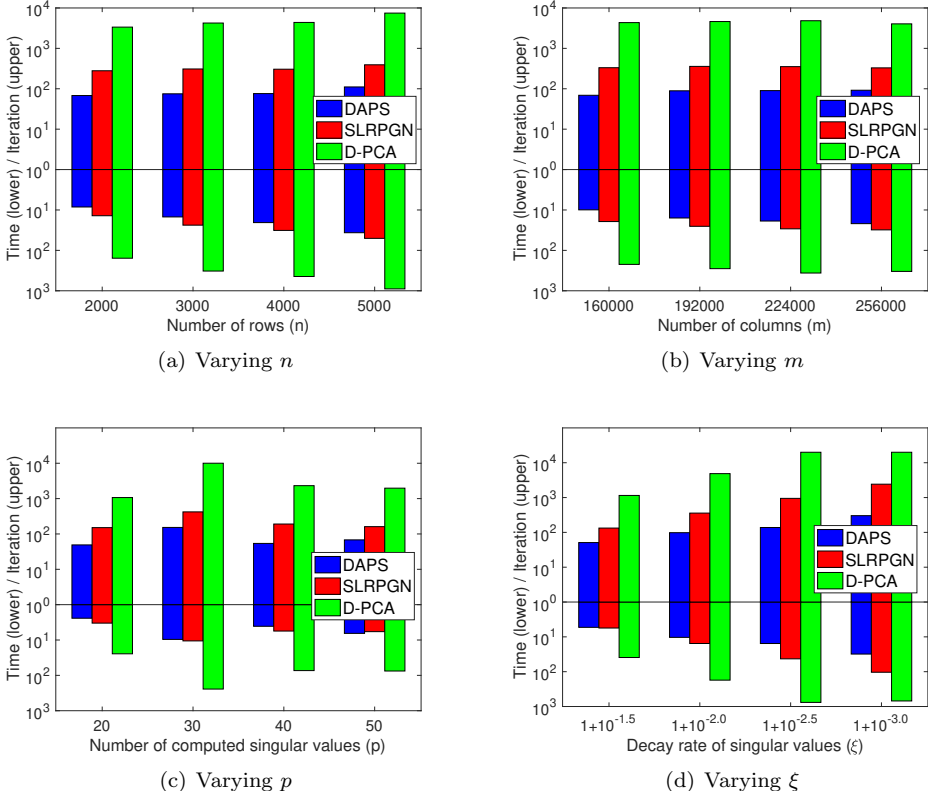 10^4
10^3
10^2
10^1
10^0
10^1
10^2
10^3
Time (lower) / Iteration (upper)
DAPS
SLRPGN
D-PCA
2000 3000 4000 5000
Number of rows (n)
(a) Varying n
10^4
10^3
10^2
10^1
10^0
10^1
10^2
10^3
Time (lower) / Iteration (upper)
DAPS
SLRPGN
D-PCA
160000 192000 224000 256000
Number of columns (m)
(b) Varying m
10^4
10^3
10^2
10^1
10^0
10^1
10^2
10^3
Time (lower) / Iteration (upper)
DAPS
SLRPGN
D-PCA
20 30 40 50
Number of computed singular values (p)
(c) Varying p
10^4
10^3
10^2
10^1
10^0
10^1
10^2
10^3
Time (lower) / Iteration (upper)
DAPS
SLRPGN
D-PCA
1+10^-1.5 1+10^-2.0 1+10^-2.5 1+10^-3.0
Decay rate of singular values (ξ)
(d) Varying ξ